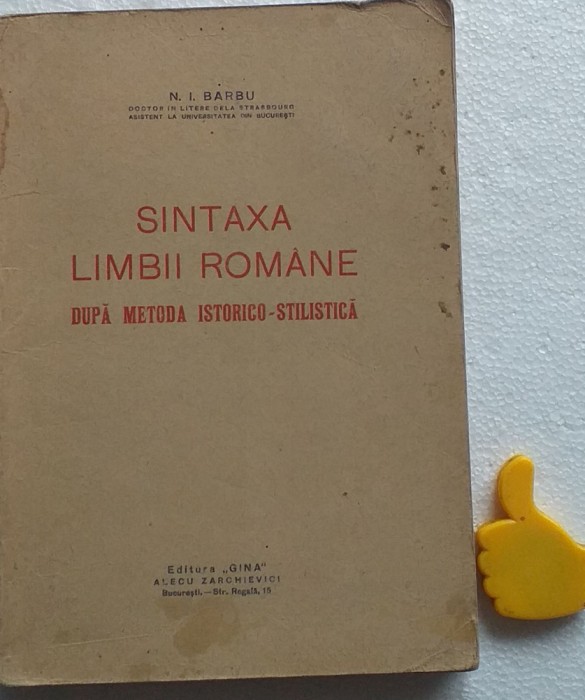 N. I. BARBU
DOCTOR IN LITERE DELA STRASBOURG
ASISTENT LA UNIVERSITATEA DIN BUCUREŞTI
SINTAXA
LIMBII ROMÂNE
DUPĂ METODA ISTORICO-STILISTICĂ
Editura „GINA"
ALECU ZARCHIEVICI
Bucureşti. — Str. Regală, 15